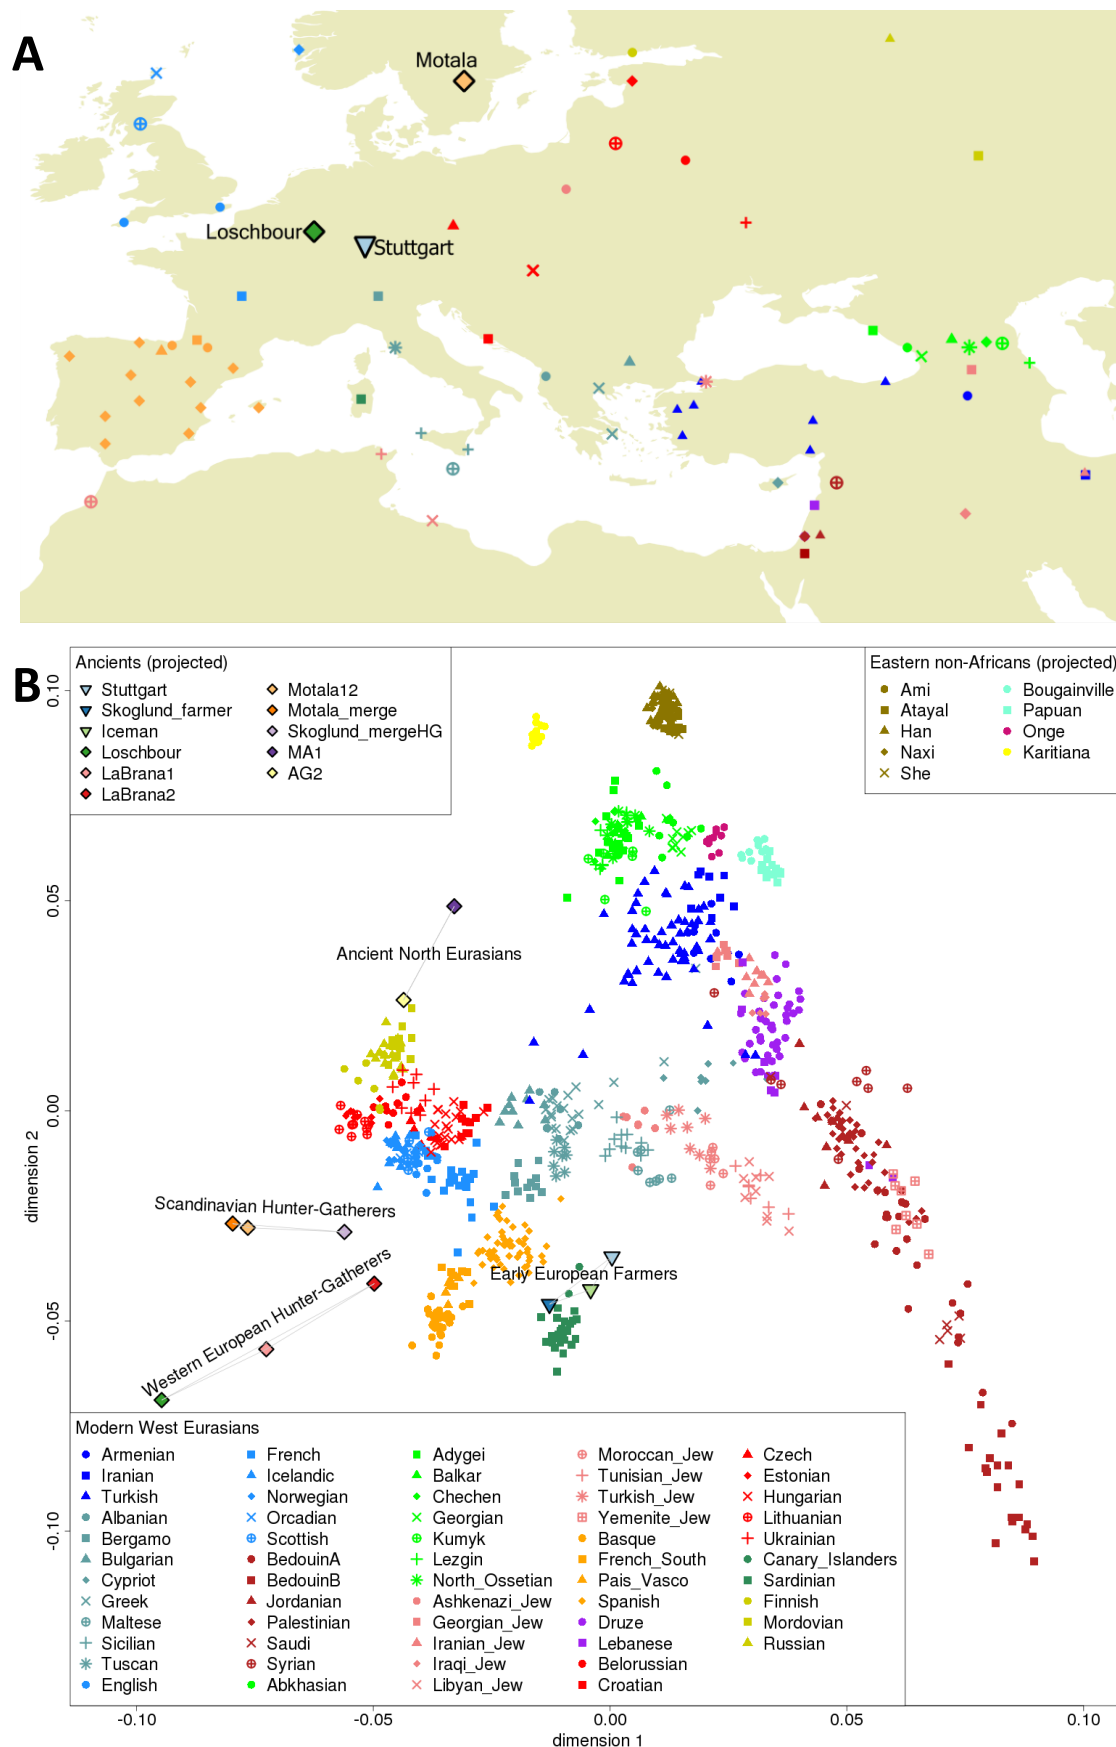 A
Motala
Loschbour
Stuttgart
B
Ancients (projected)
Stuttgart
Skoglund_farmer
Iceman
Loschbour
LaBrana1
LaBrana2
Motala12
Motala_merge
Skoglund_mergeHG
MA1
AG2
Eastern non-Africans (projected)
Ami
Atayal
Han
Naxi
She
Bougainville
Papuan
Onge
Karitiana
Ancient North Eurasians
Scandinavian Hunter-Gatherers
Western European Hunter-Gatherers
Early European Farmers
0.10
0.05
0.00
-0.05
-0.10
dimension 2
Modern West Eurasians
Armenian
Iranian
Turkish
Albanian
Bergamo
Bulgarian
Cypriot
Greek
Maltese
Sicilian
Tuscan
English
French
Icelandic
Norwegian
Orcadian
Scottish
BedouinA
BedouinB
Jordanian
Palestinian
Saudi
Syrian
Abkhasian
Adygei
Balkar
Chechen
Georgian
Kumyk
Lezgin
North_Ossetian
Ashkenazi_Jew
Georgian_Jew
Iranian_Jew
Iraqi_Jew
Libyan_Jew
Moroccan_Jew
Tunisian_Jew
Turkish_Jew
Yemenite_Jew
Basque
French_South
Pais_Vasco
Spanish
Druze
Lebanese
Belorussian
Croatian
Czech
Estonian
Hungarian
Lithuanian
Ukrainian
Canary_Islanders
Sardinian
Finnish
Mordovian
Russian
-0.10
-0.05
0.00
0.05
0.10
dimension 1